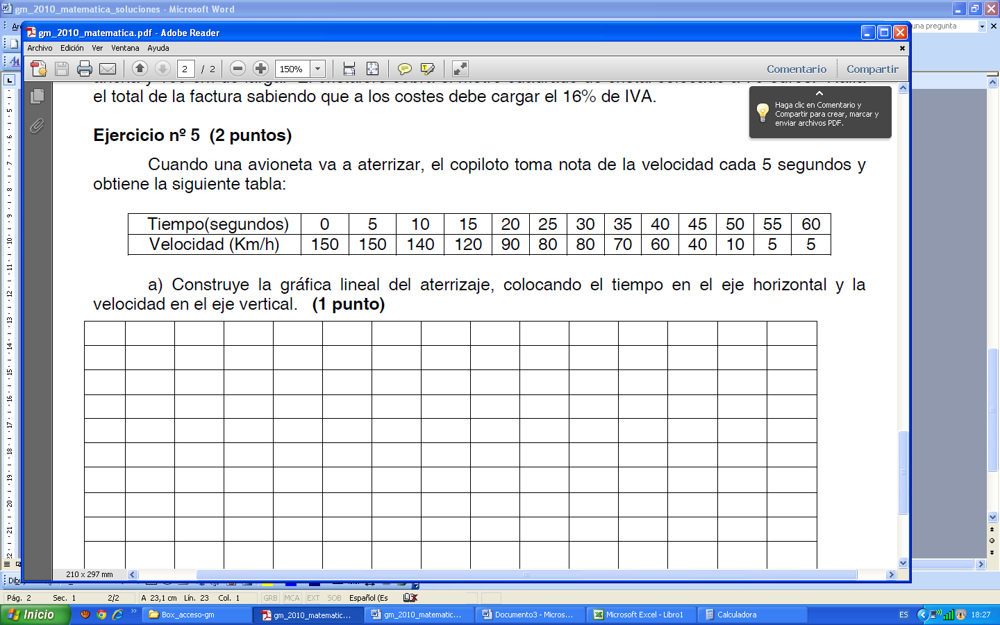 gm_2010_matematica_soluciones - Microsoft Word
una pregunta
gm_2010_matematica.pdf - Adobe Reader
Archivo Edición Ver Ventana Ayuda
2 / 2 150% Comentario Compartir
el total de la factura sabiendo que a los costes debe cargar el 16% de IVA.
Haga clic en Comentario y
Compartir para crear, marcar y
enviar archivos PDF.
Ejercicio nº 5 (2 puntos)
Cuando una avioneta va a aterrizar, el copiloto toma nota de la velocidad cada 5 segundos y
obtiene la siguiente tabla:
Tiempo(segundos) 0 5 10 15 20 25 30 35 40 45 50 55 60
Velocidad (Km/h) 150 150 140 120 90 80 80 70 60 40 10 5 5
a) Construye la gráfica lineal del aterrizaje, colocando el tiempo en el eje horizontal y la
velocidad en el eje vertical. (1 punto)
210 x 297 mm
Pág. 2 Sec. 1 2/2 A 23,1 cm Lín. 23 Col. 1 GRB MCA EXT SOB Español (Es
Inicio Box_acceso-gm gm_2010_matematic... gm_2010_matematic... Documento3 - Micros... Microsoft Excel - Libro1 Calculadora ES 18:27